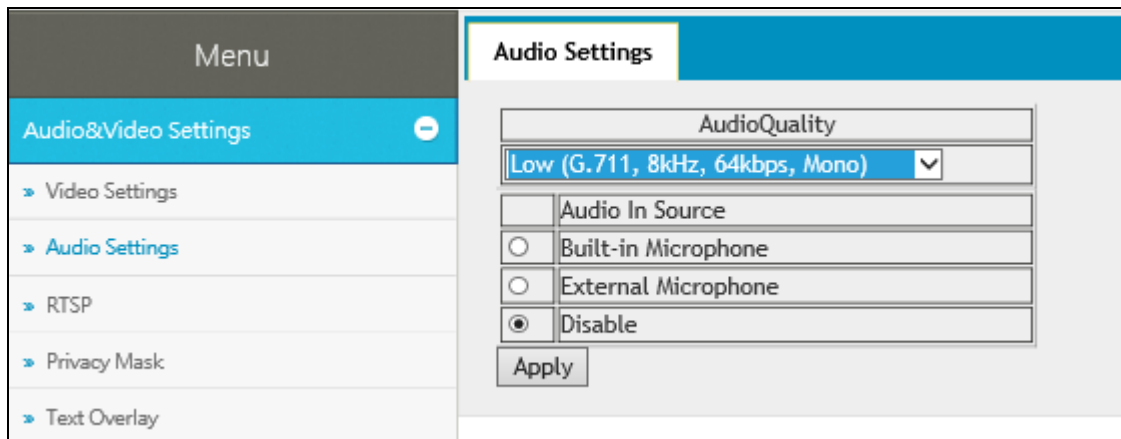 Menu
Audio&Video Settings
» Video Settings
» Audio Settings
» RTSP
» Privacy Mask
» Text Overlay
Audio Settings
AudioQuality
Low (G.711, 8kHz, 64kbps, Mono)
Audio In Source
Built-in Microphone
External Microphone
Disable
Apply